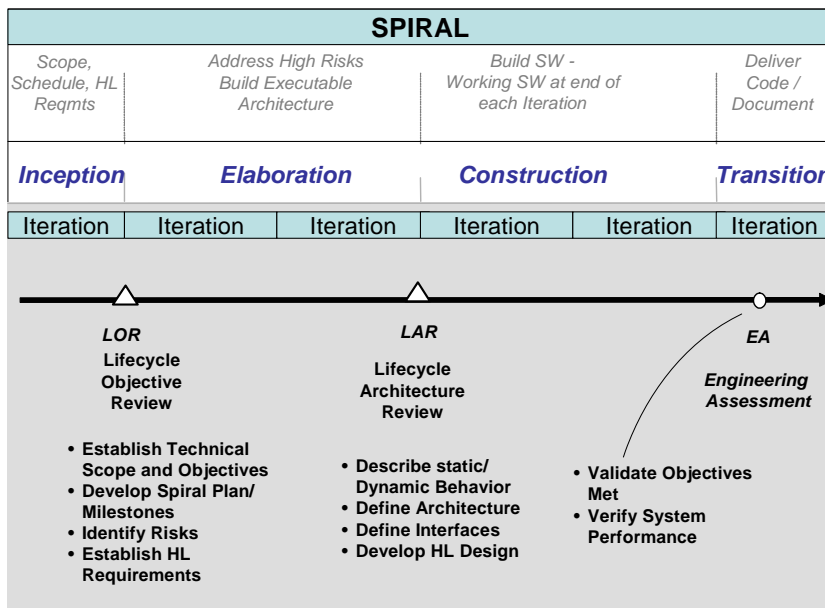 SPIRAL
Scope,
Schedule, HL
Reqmts
Address High Risks
Build Executable
Architecture
Build SW -
Working SW at end of
each Iteration
Deliver
Code /
Document
Inception
Elaboration
Construction
Transition
Iteration
Iteration
Iteration
Iteration
Iteration
Iteration
LOR
Lifecycle
Objective
Review
• Establish Technical
Scope and Objectives
• Develop Spiral Plan/
Milestones
• Identify Risks
• Establish HL
Requirements
LAR
Lifecycle
Architecture
Review
• Describe static/
Dynamic Behavior
• Define Architecture
• Define Interfaces
• Develop HL Design
EA
Engineering
Assessment
• Validate Objectives
Met
• Verify System
Performance